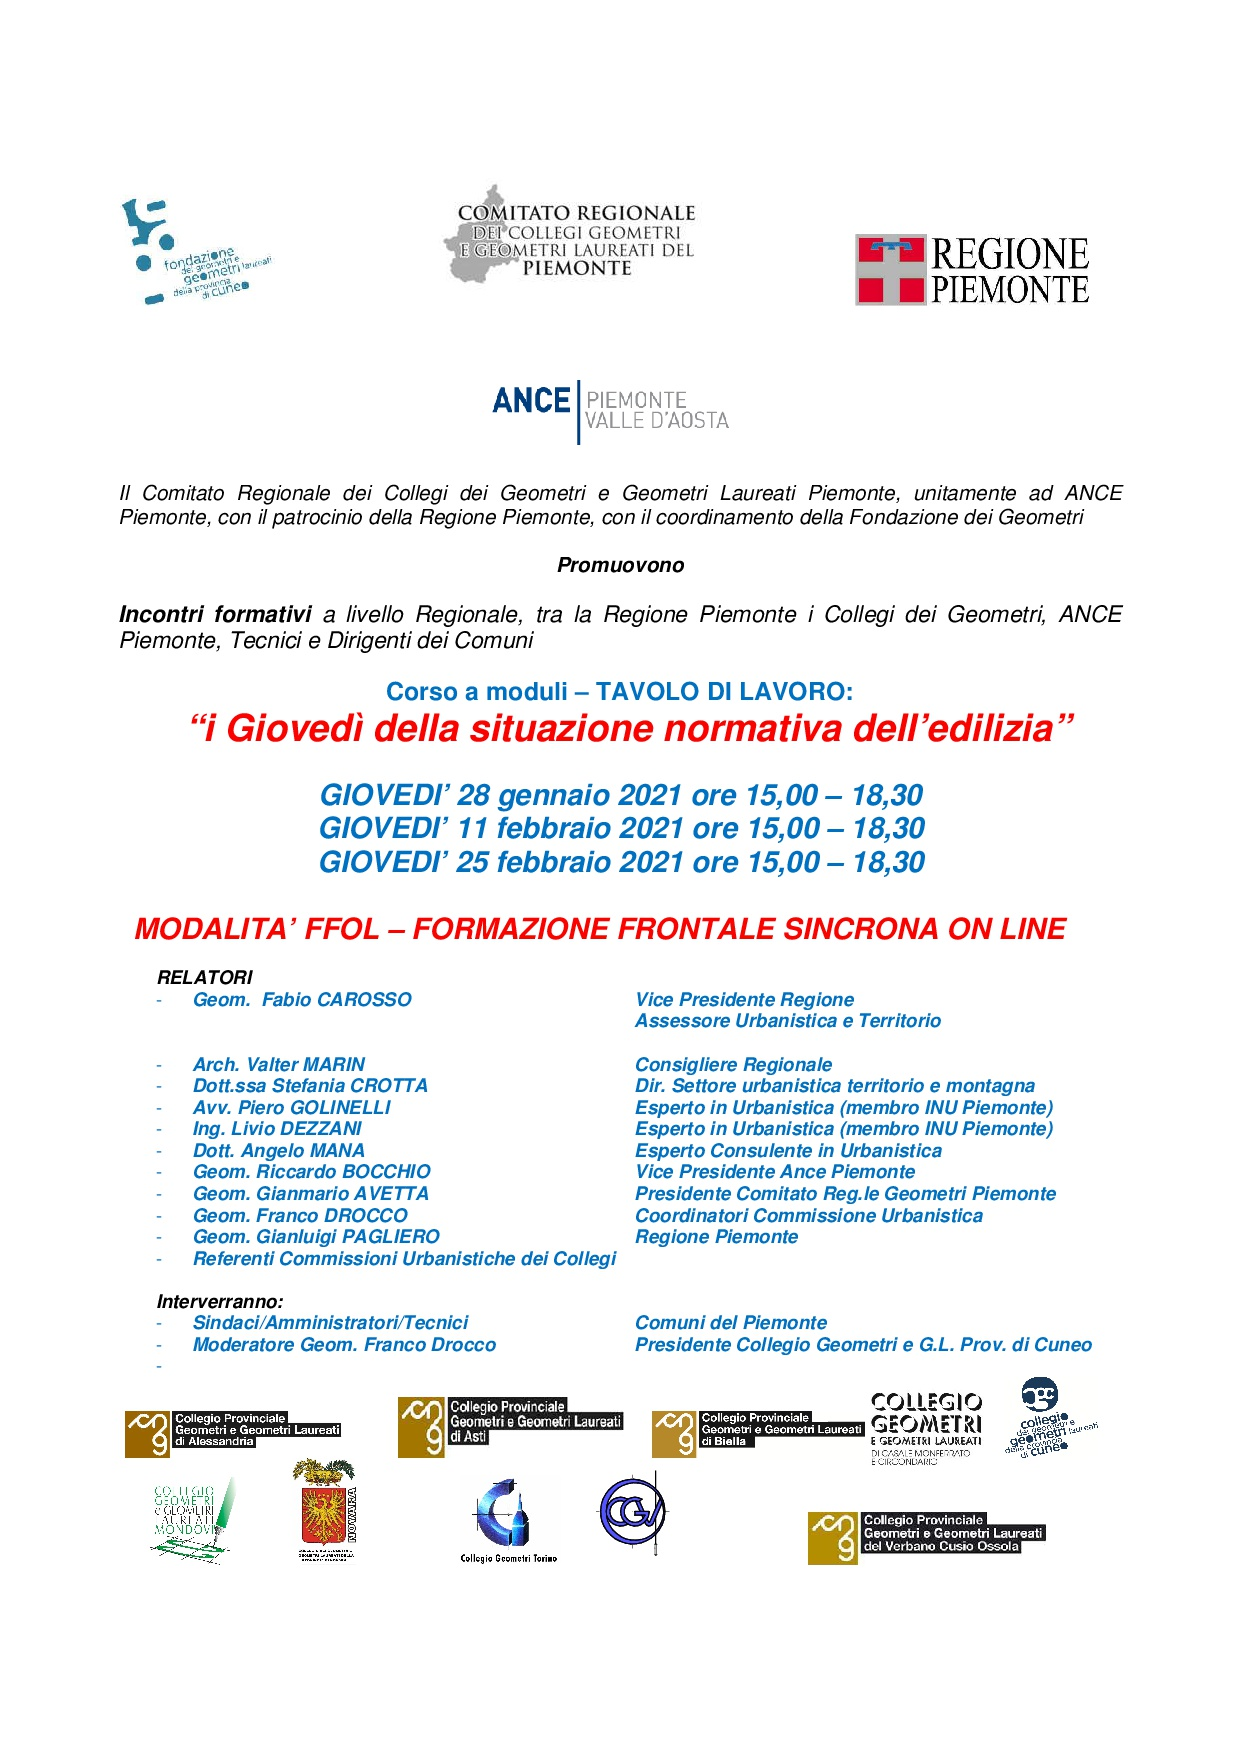 fondazione
dei geometri e
geometri laureati
della provincia
di cuneo
COMITATO REGIONALE
DEI COLLEGI GEOMETRI
E GEOMETRI LAUREATI DEL
PIEMONTE
REGIONE
PIEMONTE
ANCE PIEMONTE
VALLE D'AOSTA
Il Comitato Regionale dei Collegi dei Geometri e Geometri Laureati Piemonte, unitamente ad ANCE
Piemonte, con il patrocinio della Regione Piemonte, con il coordinamento della Fondazione dei Geometri
Promuovono
Incontri formativi a livello Regionale, tra la Regione Piemonte i Collegi dei Geometri, ANCE
Piemonte, Tecnici e Dirigenti dei Comuni
Corso a moduli – TAVOLO DI LAVORO:
“i Giovedì della situazione normativa dell’edilizia”
GIOVEDI’ 28 gennaio 2021 ore 15,00 – 18,30
GIOVEDI’ 11 febbraio 2021 ore 15,00 – 18,30
GIOVEDI’ 25 febbraio 2021 ore 15,00 – 18,30
MODALITA’ FFOL – FORMAZIONE FRONTALE SINCRONA ON LINE
RELATORI
- Geom. Fabio CAROSSO Vice Presidente Regione
Assessore Urbanistica e Territorio
- Arch. Valter MARIN Consigliere Regionale
- Dott.ssa Stefania CROTTA Dir. Settore urbanistica territorio e montagna
- Avv. Piero GOLINELLI Esperto in Urbanistica (membro INU Piemonte)
- Ing. Livio DEZZANI Esperto in Urbanistica (membro INU Piemonte)
- Dott. Angelo MANA Esperto Consulente in Urbanistica
- Geom. Riccardo BOCCHIO Vice Presidente Ance Piemonte
- Geom. Gianmario AVETTA Presidente Comitato Reg.le Geometri Piemonte
- Geom. Franco DROCCO Coordinatori Commissione Urbanistica
- Geom. Gianluigi PAGLIERO Regione Piemonte
- Referenti Commissioni Urbanistiche dei Collegi
Interverranno:
- Sindaci/Amministratori/Tecnici Comuni del Piemonte
- Moderatore Geom. Franco Drocco Presidente Collegio Geometri e G.L. Prov. di Cuneo
-
Collegio Provinciale
Geometri e Geometri Laureati
di Alessandria
Collegio Provinciale
Geometri e Geometri Laureati
di Asti
Collegio Provinciale
Geometri e Geometri Laureati
di Biella
COLLEGIO
GEOMETRI
E GEOMETRI LAUREATI
DI CASALE MONFERRATO
E CIRCONDARIO
collegio
dei geometri e
geometri laureati
della provincia
di cuneo
COLLEGIO
GEOMETRI
e GEOMETRI
LAUREATI
MONDOVI
NOVARA
Collegio Geometri Torino
CGV
Collegio Provinciale
Geometri e Geometri Laureati
del Verbano Cusio Ossola